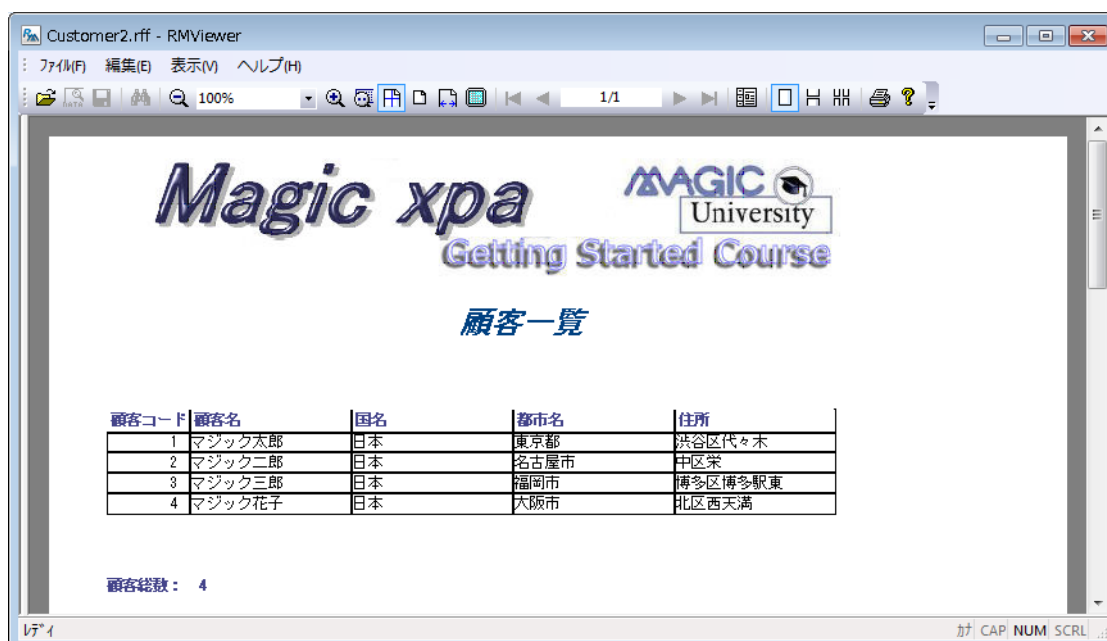 Customer2.rff - RMViewer
ファイル(F) 編集(E) 表示(V) ヘルプ(H)
100% 1/1
Magic xpa
MAGIC
University
Getting Started Course
顧客一覧
顧客コード 顧客名 国名 都市名 住所
1 マジック太郎 日本 東京都 渋谷区代々木
2 マジック二郎 日本 名古屋市 中区栄
3 マジック三郎 日本 福岡市 博多区博多駅東
4 マジック花子 日本 大阪市 北区西天満
顧客総数： 4
ﾚﾃﾞｨ ｶﾅ CAP NUM SCRL